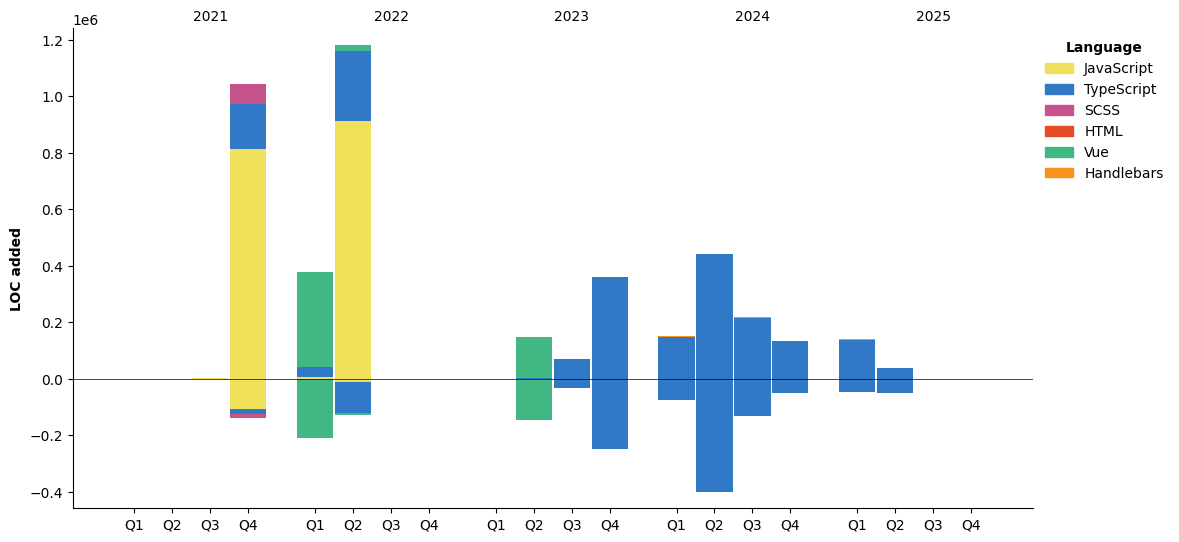 1e6
2021 2022 2023 2024 2025
Language
JavaScript
TypeScript
SCSS
HTML
Vue
Handlebars
LOC added
1.2
1.0
0.8
0.6
0.4
0.2
0.0
−0.2
−0.4
Q1 Q2 Q3 Q4 Q1 Q2 Q3 Q4 Q1 Q2 Q3 Q4 Q1 Q2 Q3 Q4 Q1 Q2 Q3 Q4